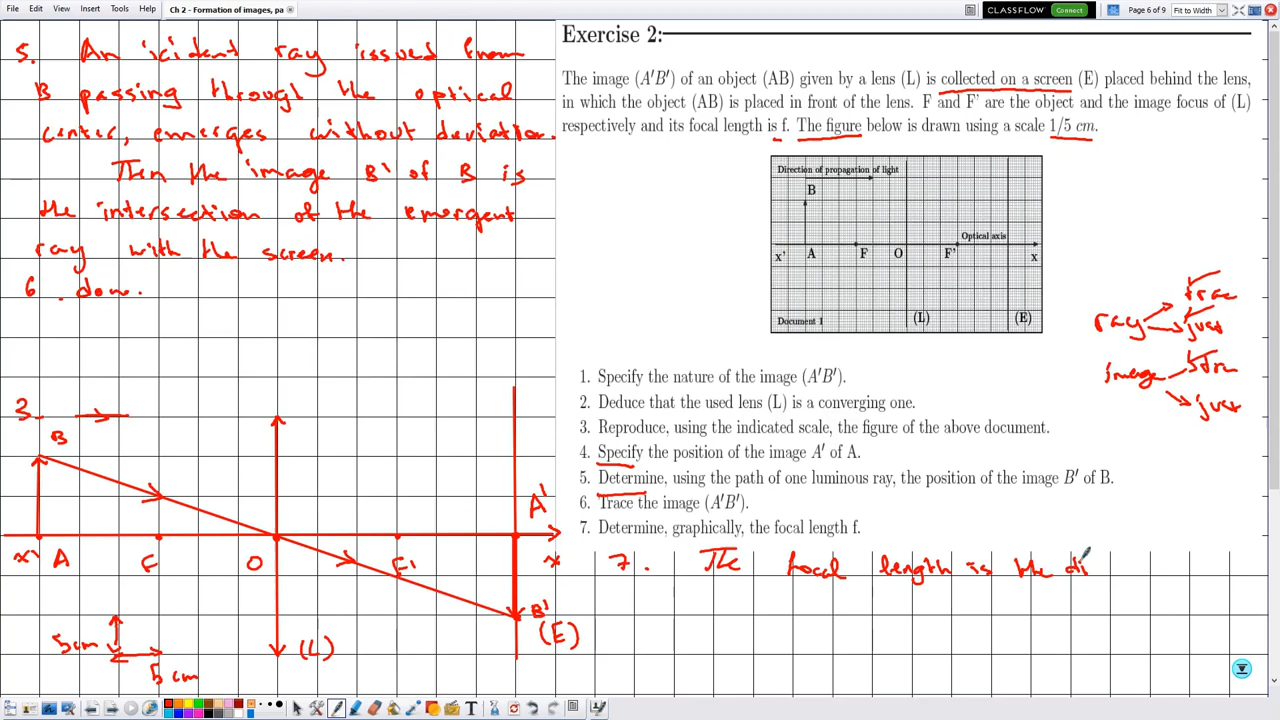 File Edit View Insert Tools Help Ch 2 - Formation of images, pa CLASSFLOW Connect Page 6 of 9 Fit to Width
5. An icident ray issued from
B passing through the optical
center, emerges without deviation.
Then the image B' of B is
the intersection of the emergent
ray with the screen.
6. done.
3.
B
x' A F O F' x
A'
B'
(E)
(L)
5cm
5 cm
Exercise 2:
The image (A'B') of an object (AB) given by a lens (L) is collected on a screen (E) placed behind the lens,
in which the object (AB) is placed in front of the lens. F and F' are the object and the image focus of (L)
respectively and its focal length is f. The figure below is drawn using a scale 1/5 cm.
Direction of propagation of light
B
Optical axis
x' A F O F' x
Document 1 (L) (E)
ray trac
just
image tra
just
1. Specify the nature of the image (A'B').
2. Deduce that the used lens (L) is a converging one.
3. Reproduce, using the indicated scale, the figure of the above document.
4. Specify the position of the image A' of A.
5. Determine, using the path of one luminous ray, the position of the image B' of B.
6. Trace the image (A'B').
7. Determine, graphically, the focal length f.
7. The focal length is the di